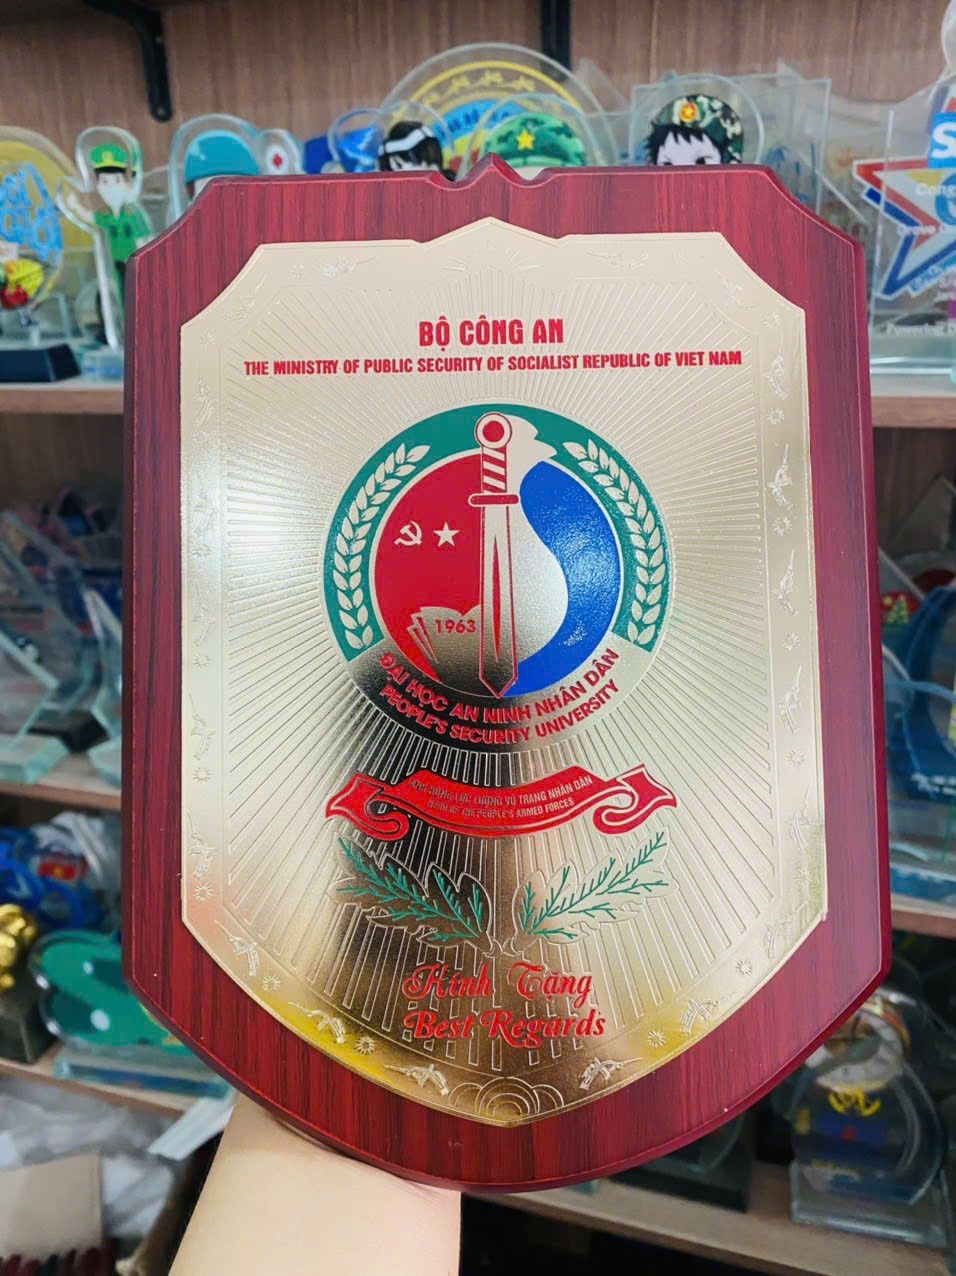 BỘ CÔNG AN
THE MINISTRY OF PUBLIC SECURITY OF SOCIALIST REPUBLIC OF VIET NAM
1963
ĐẠI HỌC AN NINH NHÂN DÂN
PEOPLE'S SECURITY UNIVERSITY
ANH HÙNG LỰC LƯỢNG VŨ TRANG NHÂN DÂN
HERO OF THE PEOPLE'S ARMED FORCES
Kính Tặng
Best Regards